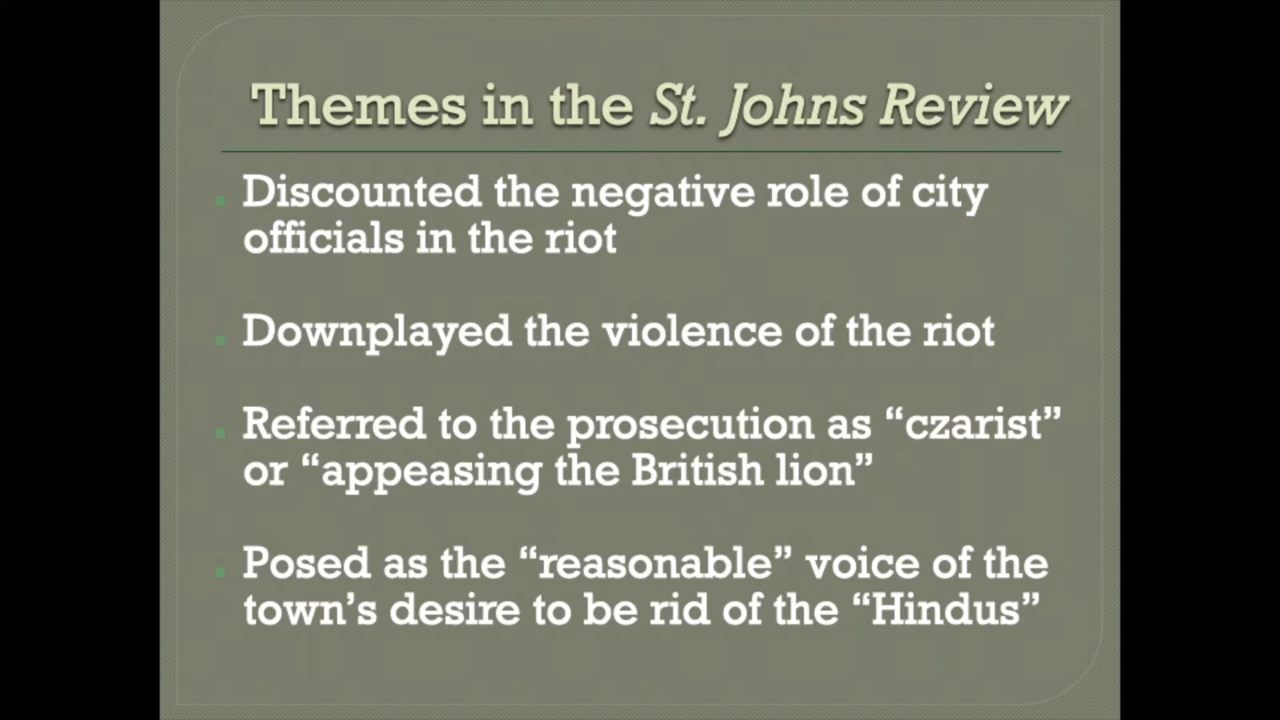 Themes in the St. Johns Review
Discounted the negative role of city
officials in the riot
Downplayed the violence of the riot
Referred to the prosecution as “czarist”
or “appeasing the British lion”
Posed as the “reasonable” voice of the
town’s desire to be rid of the “Hindus”